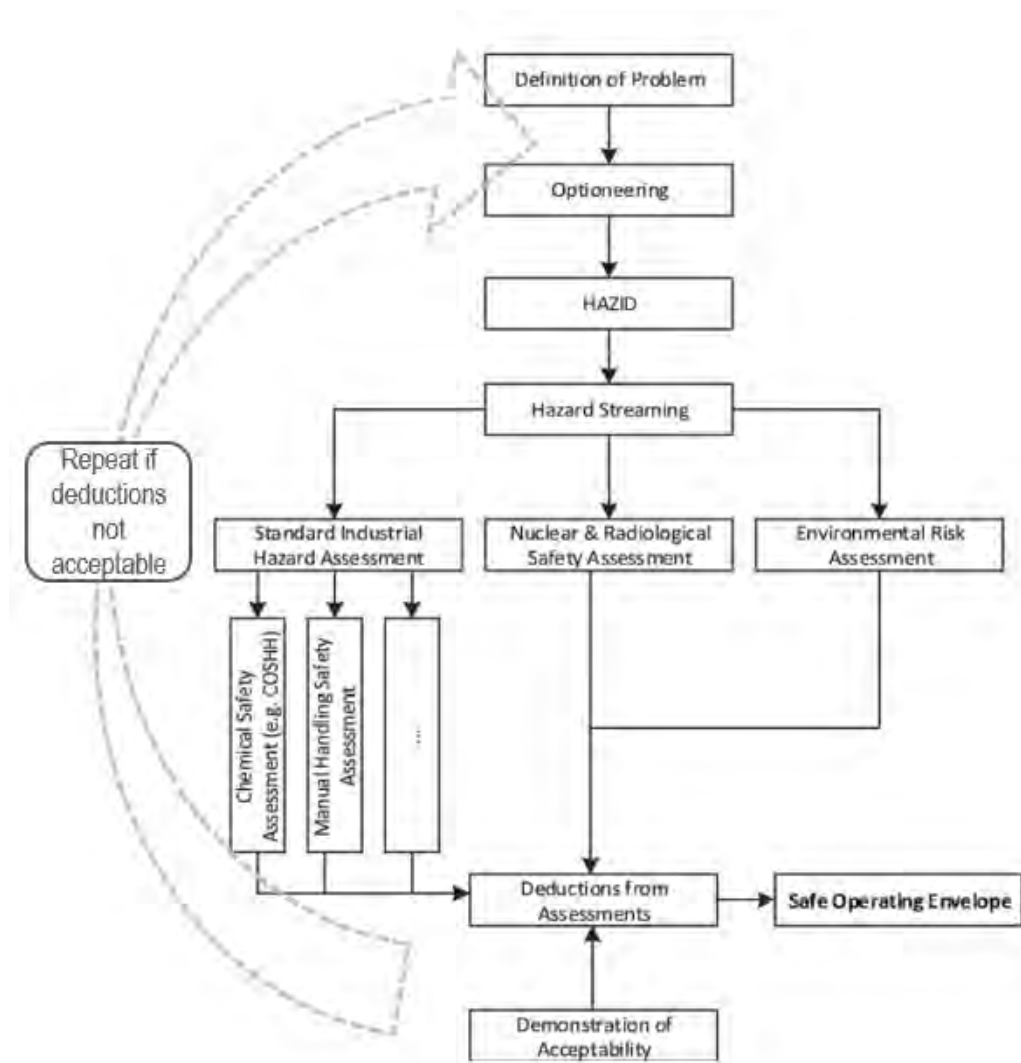 Definition of Problem
Optioneering
HAZID
Hazard Streaming
Repeat if
deductions
not
acceptable
Standard Industrial
Hazard Assessment
Nuclear & Radiological
Safety Assessment
Environmental Risk
Assessment
Chemical Safety
Assessment (e.g. COSHH)
Manual Handling Safety
Assessment
....
Deductions from
Assessments
Safe Operating Envelope
Demonstration of
Acceptability